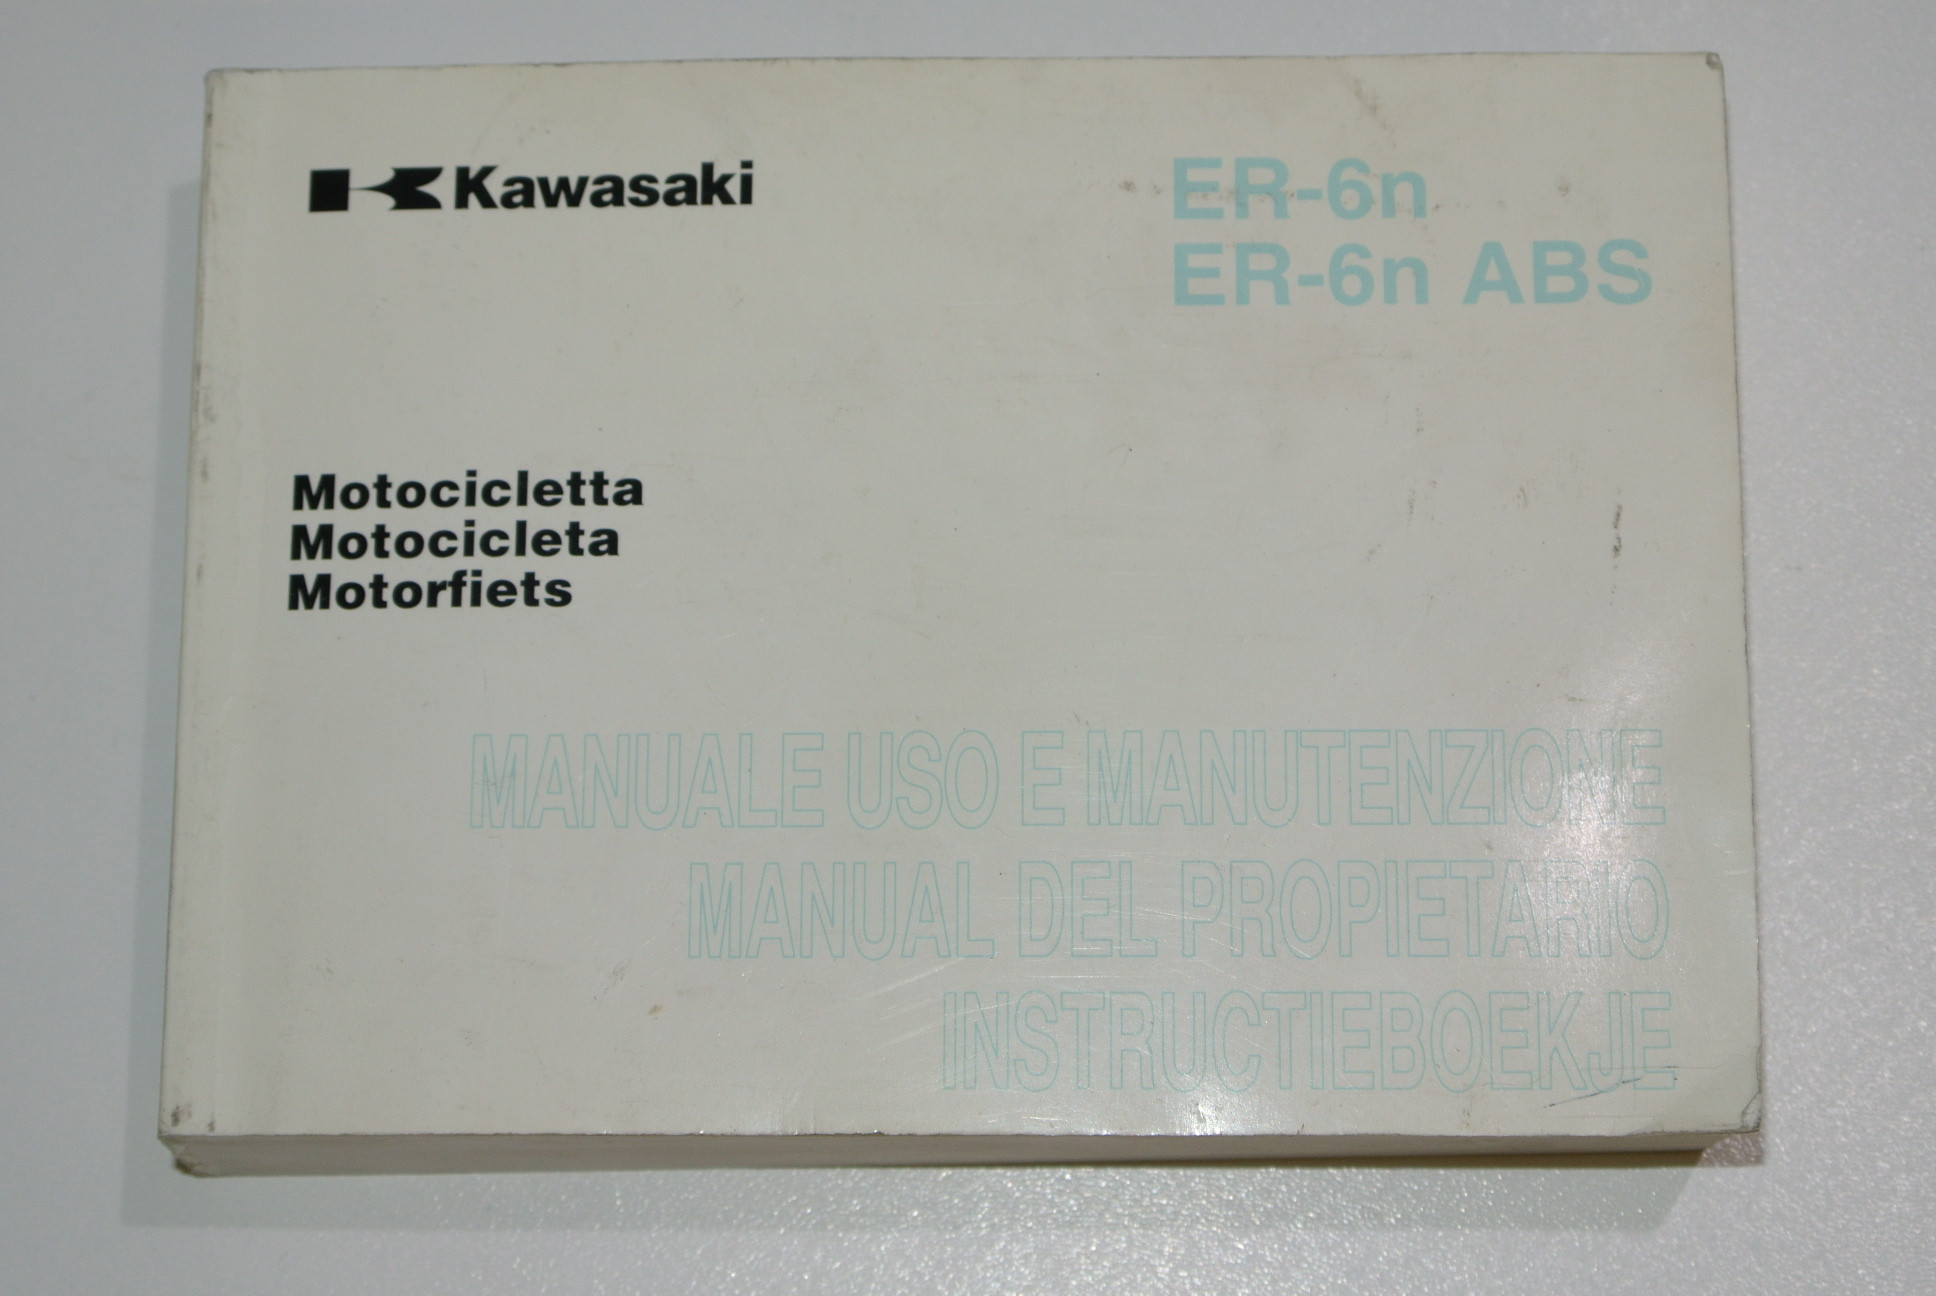 Kawasaki
ER-6n
ER-6n ABS
Motocicletta
Motocicleta
Motorfiets
MANUALE USO E MANUTENZIONE
MANUAL DEL PROPIETARIO
INSTRUCTIEBOEKJE